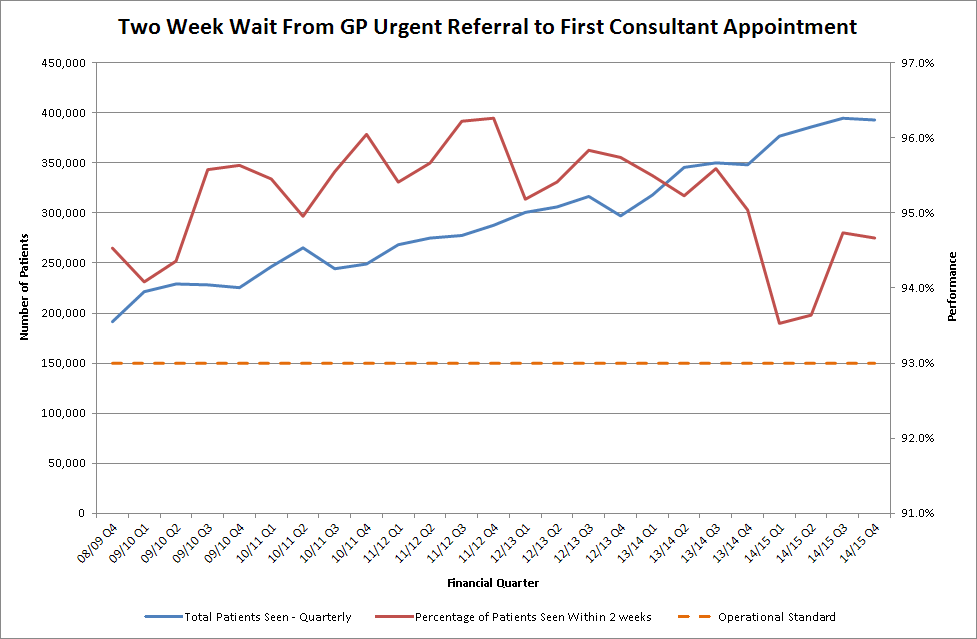 Two Week Wait From GP Urgent Referral to First Consultant Appointment
450,000
400,000
350,000
300,000
250,000
200,000
150,000
100,000
50,000
0
Number of Patients
97.0%
96.0%
95.0%
94.0%
93.0%
92.0%
91.0%
Performance
08/09 Q4
09/10 Q1
09/10 Q2
09/10 Q3
09/10 Q4
10/11 Q1
10/11 Q2
10/11 Q3
10/11 Q4
11/12 Q1
11/12 Q2
11/12 Q3
11/12 Q4
12/13 Q1
12/13 Q2
12/13 Q3
12/13 Q4
13/14 Q1
13/14 Q2
13/14 Q3
13/14 Q4
14/15 Q1
14/15 Q2
14/15 Q3
14/15 Q4
Financial Quarter
Total Patients Seen - Quarterly
Percentage of Patients Seen Within 2 weeks
Operational Standard